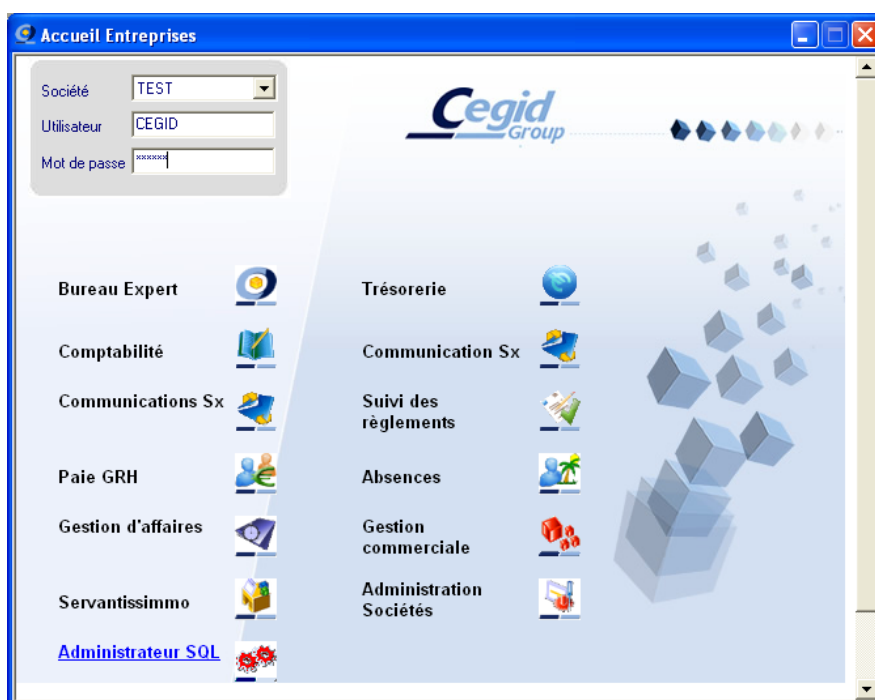 Accueil Entreprises
Société TEST
Utilisateur CEGID
Mot de passe ××××××
Cegid
Group
Bureau Expert
Trésorerie
Comptabilité
Communication Sx
Communications Sx
Suivi des
règlements
Paie GRH
Absences
Gestion d'affaires
Gestion
commerciale
Servantissimmo
Administration
Sociétés
Administrateur SQL